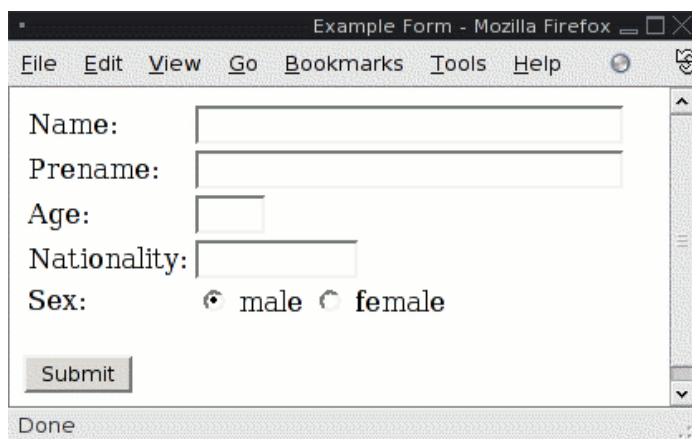 Example Form - Mozilla Firefox
File Edit View Go Bookmarks Tools Help
Name:
Prename:
Age:
Nationality:
Sex: male female
Submit
Done